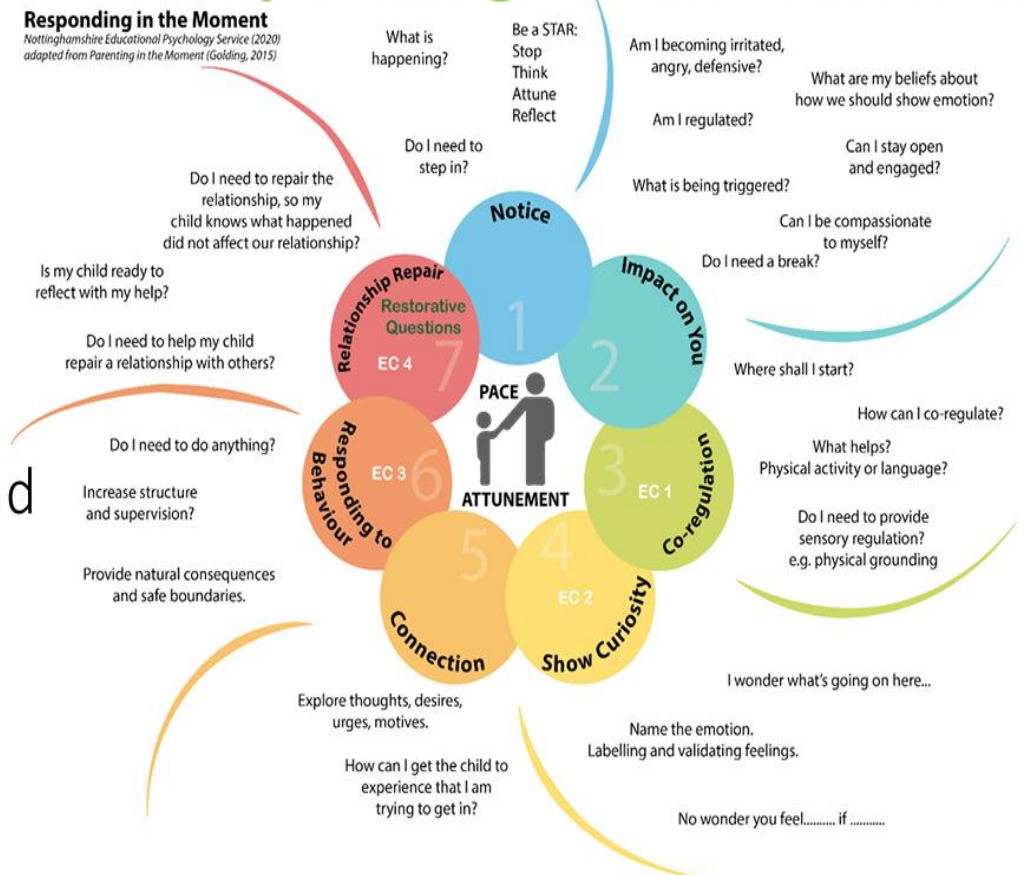 Responding in the Moment
Nottinghamshire Educational Psychology Service (2020)
adapted from Parenting in the Moment (Golding, 2015)
What is
happening?
Be a STAR:
Stop
Think
Attune
Reflect
Do I need to
step in?
Notice
1
Am I becoming irritated,
angry, defensive?
What are my beliefs about
how we should show emotion?
Am I regulated?
Can I stay open
and engaged?
What is being triggered?
Can I be compassionate
to myself?
Do I need a break?
Impact on You
2
Where shall I start?
How can I co-regulate?
What helps?
Physical activity or language?
Do I need to provide
sensory regulation?
e.g. physical grounding
Co-regulation
3
EC 1
I wonder what's going on here...
Name the emotion.
Labelling and validating feelings.
No wonder you feel.......... if ...........
Show Curiosity
4
EC 2
Explore thoughts, desires,
urges, motives.
How can I get the child to
experience that I am
trying to get in?
Connection
5
Do I need to do anything?
Increase structure
and supervision?
Provide natural consequences
and safe boundaries.
Responding to
Behaviour
EC 3
6
Do I need to repair the
relationship, so my
child knows what happened
did not affect our relationship?
Is my child ready to
reflect with my help?
Do I need to help my child
repair a relationship with others?
Relationship Repair
Restorative
Questions
EC 4
7
PACE
ATTUNEMENT
d